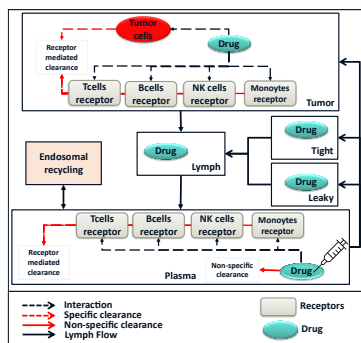 Tumor
cells
Drug
Receptor
mediated
clearance
Tcells
receptor
Bcells
receptor
NK cells
receptor
Monocytes
receptor
Tumor
Drug
Lymph
Drug
Tight
Drug
Leaky
Endosomal
recycling
Tcells
receptor
Bcells
receptor
NK cells
receptor
Monocytes
receptor
Receptor
mediated
clearance
Non-specific
clearance
Drug
Plasma
Interaction
Specific clearance
Non-specific clearance
Lymph Flow
Receptors
Drug